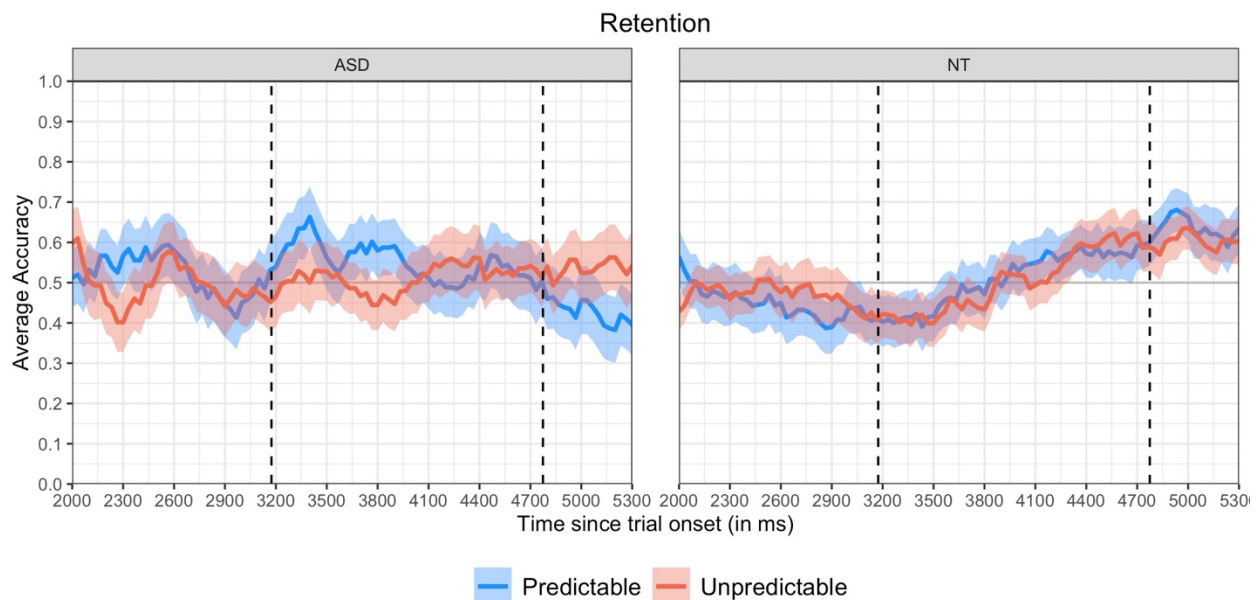 Retention
ASD NT
1.0
0.9
0.8
0.7
0.6
0.5
0.4
0.3
0.2
0.1
0.0
Average Accuracy
2000 2300 2600 2900 3200 3500 3800 4100 4400 4700 5000 5300 2000 2300 2600 2900 3200 3500 3800 4100 4400 4700 5000 530
Time since trial onset (in ms)
Predictable Unpredictable